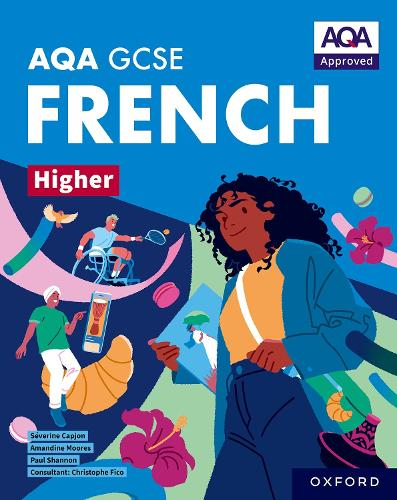 AQA GCSE
FRENCH
Higher
AQA
Approved
Séverine Capjon
Amandine Moores
Paul Shannon
Consultant: Christophe Fico
OXFORD